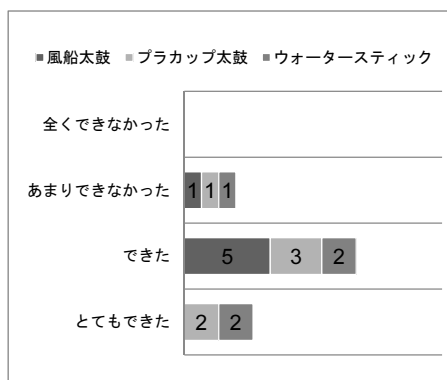 ■風船太鼓 ■プラカップ太鼓 ■ウォータースティック
全くできなかった
あまりできなかった 1 1 1
できた 5 3 2
とてもできた 2 2